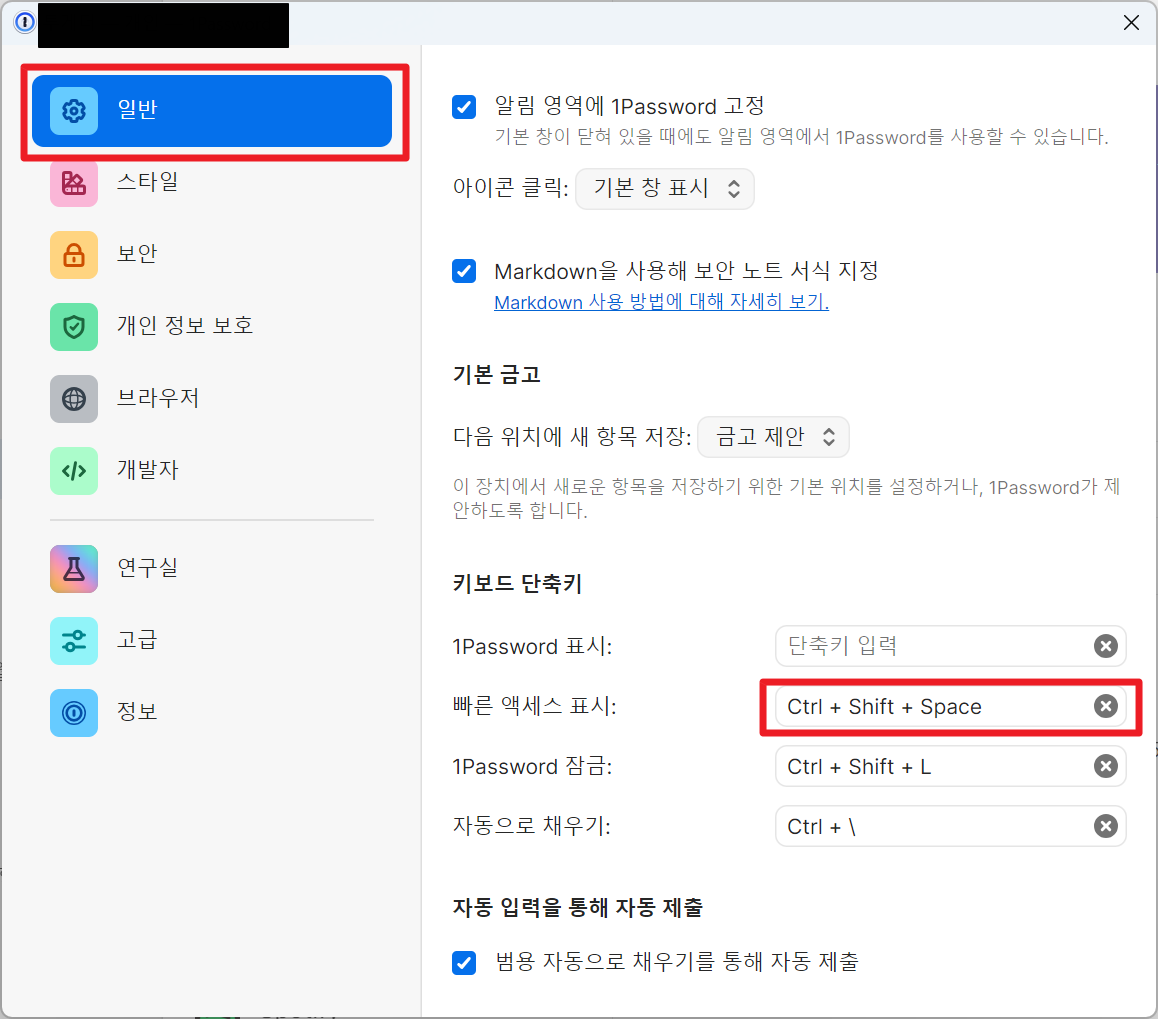 일반
스타일
보안
개인 정보 보호
브라우저
개발자
연구실
고급
정보
알림 영역에 1Password 고정
기본 창이 닫혀 있을 때에도 알림 영역에서 1Password를 사용할 수 있습니다.
아이콘 클릭: 기본 창 표시
Markdown을 사용해 보안 노트 서식 지정
Markdown 사용 방법에 대해 자세히 보기.
기본 금고
다음 위치에 새 항목 저장: 금고 제안
이 장치에서 새로운 항목을 저장하기 위한 기본 위치를 설정하거나, 1Password가 제
안하도록 합니다.
키보드 단축키
1Password 표시: 단축키 입력
빠른 액세스 표시: Ctrl + Shift + Space
1Password 잠금: Ctrl + Shift + L
자동으로 채우기: Ctrl + \
자동 입력을 통해 자동 제출
범용 자동으로 채우기를 통해 자동 제출